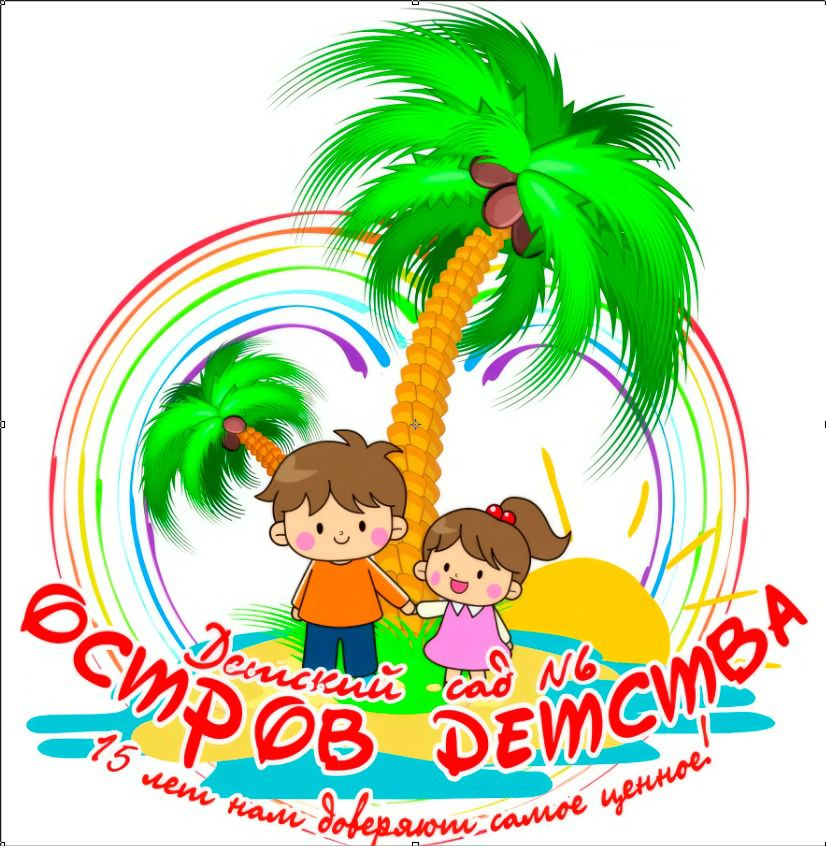 Детский сад №6
ОСТРОВ ДЕТСТВА
15 лет нам доверяют самое ценное!